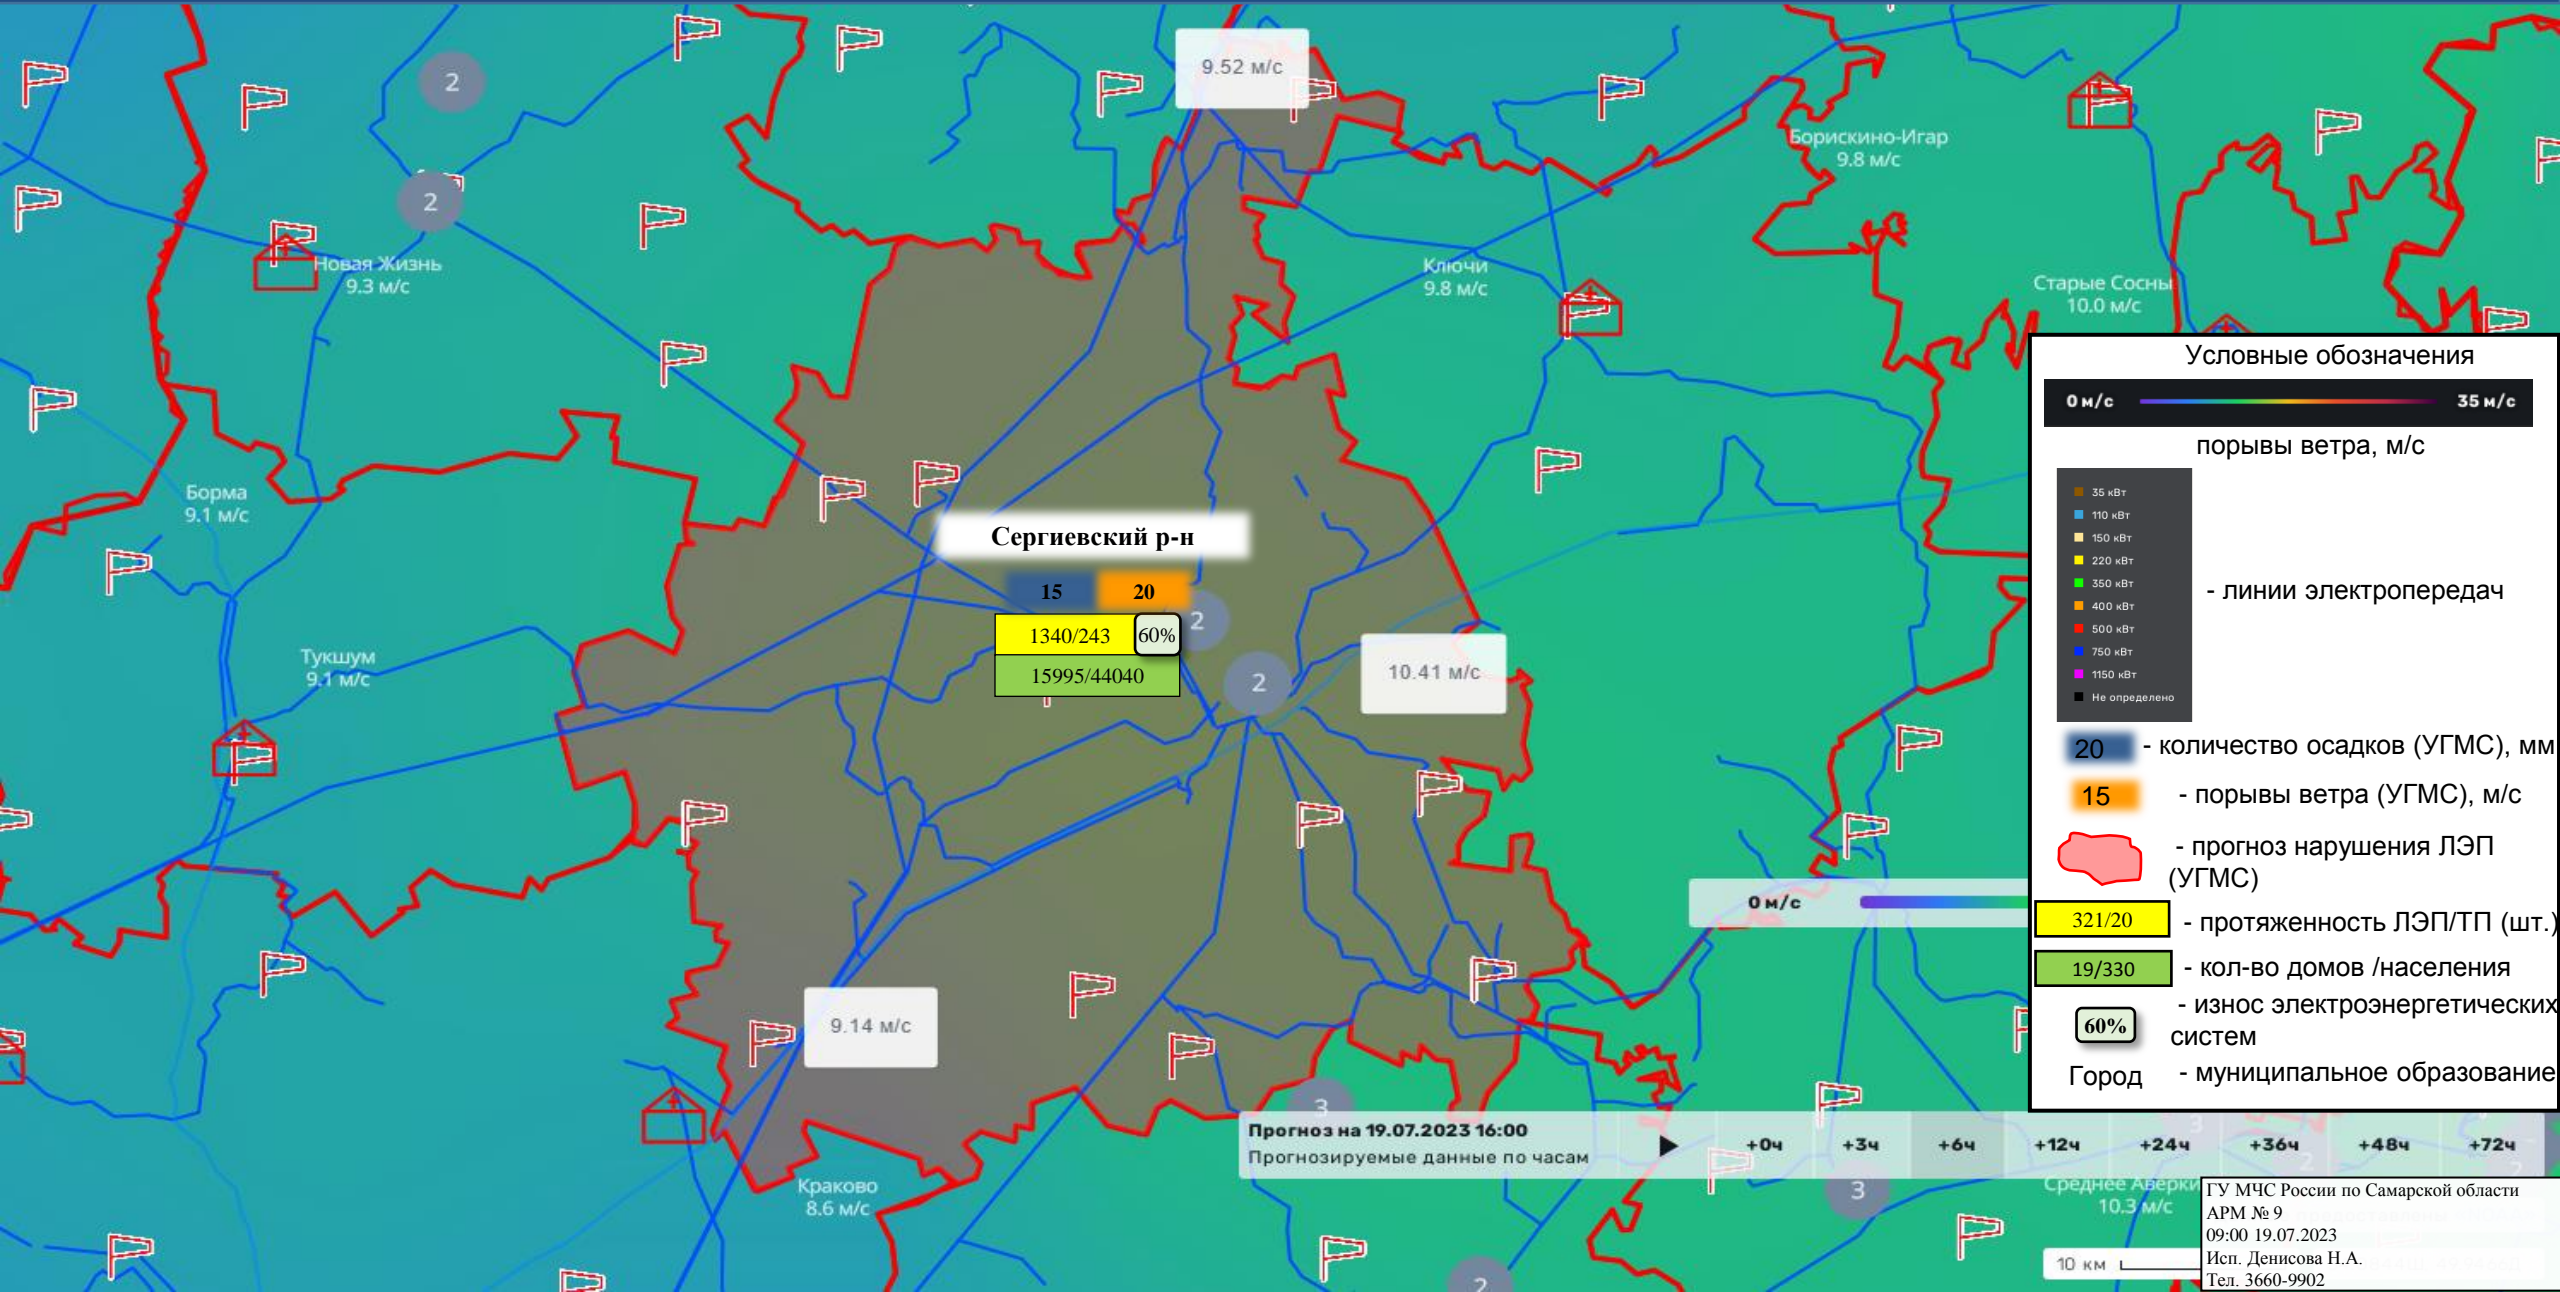 2
9.52 м/с
2
Борискино-Игар
9.8 м/с
Новая Жизнь
9.3 м/с
Ключи
9.8 м/с
Старые Сосны
10.0 м/с
Борма
9.1 м/с
Сергиевский р-н
15
20
1340/243
60%
2
15995/44040
Тукшум
9.1 м/с
10.41 м/с
2
9.14 м/с
0 м/с
3
Прогноз на 19.07.2023 16:00
Прогнозируемые данные по часам
+0ч
+3ч
+6ч
+12ч
+24ч
+36ч
+48ч
+72ч
3
2
2
3
Краково
8.6 м/с
Среднее Аверки
10.3 м/с
10 км
2
Условные обозначения
0 м/с
35 м/с
порывы ветра, м/с
35 кВт
110 кВт
150 кВт
220 кВт
350 кВт
400 кВт
500 кВт
750 кВт
1150 кВт
Не определено
- линии электропередач
20
- количество осадков (УГМС), мм
15
- порывы ветра (УГМС), м/с
- прогноз нарушения ЛЭП
(УГМС)
321/20
- протяженность ЛЭП/ТП (шт.)
19/330
- кол-во домов /населения
60%
- износ электроэнергетических
систем
Город
- муниципальное образование
ГУ МЧС России по Самарской области
АРМ № 9
09:00 19.07.2023
Исп. Денисова Н.А.
Тел. 3660-9902